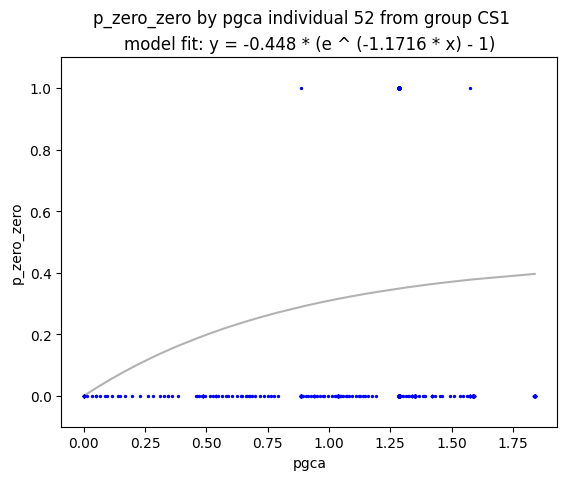 p_zero_zero by pgca individual 52 from group CS1
model fit: y = -0.448 * (e ^ (-1.1716 * x) - 1)
1.0
0.8
0.6
0.4
0.2
0.0
p_zero_zero
0.00 0.25 0.50 0.75 1.00 1.25 1.50 1.75
pgca